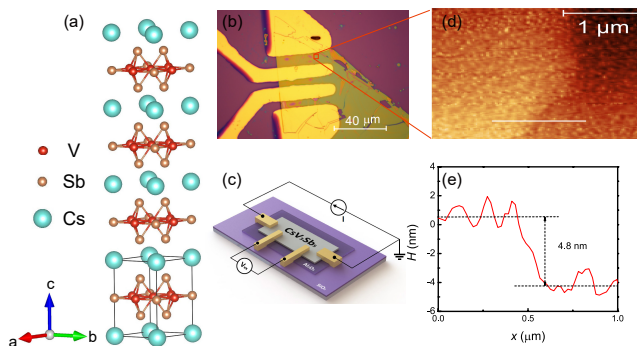 (a)
V
Sb
Cs
c
a
b
(b)
40 μm
(c)
I
CsV₃Sb₅
Al₂O₃
(d)
1 μm
(e)
H (nm)
4
2
0
−2
−4
−6
4.8 nm
0.0
0.5
1.0
x (μm)